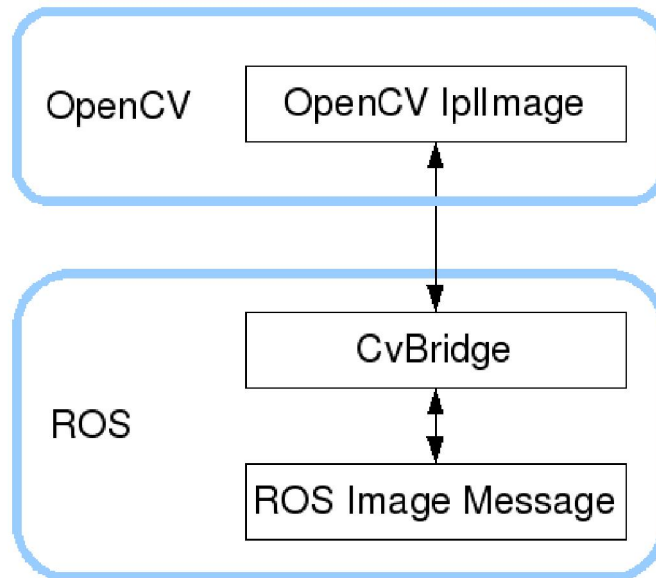 OpenCV
OpenCV IplImage
CvBridge
ROS
ROS Image Message